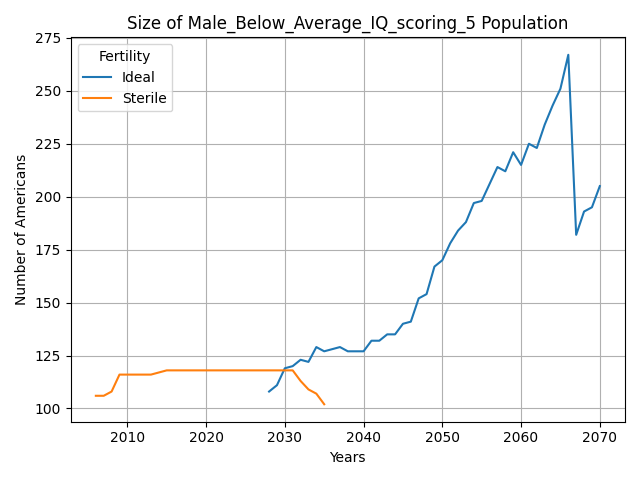 Size of Male_Below_Average_IQ_scoring_5 Population
Fertility
Ideal
Sterile
275
250
225
200
175
150
125
100
Number of Americans
2010 2020 2030 2040 2050 2060 2070
Years